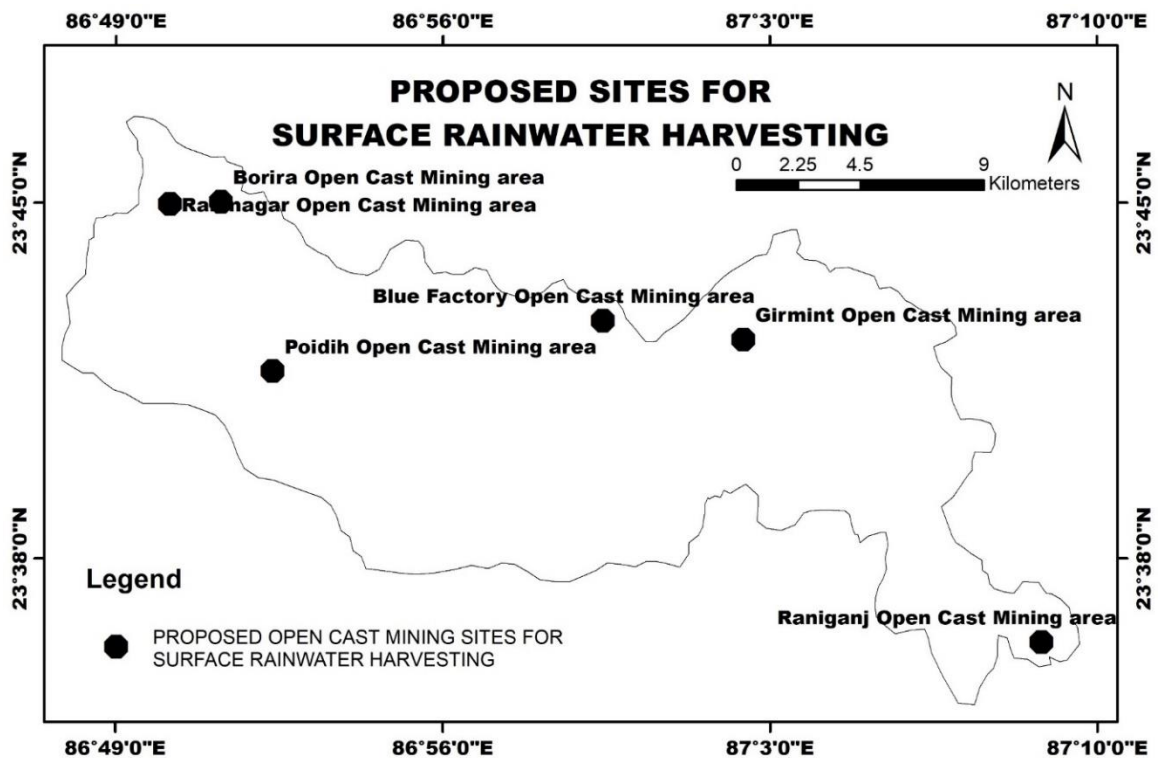 86°49'0"E 86°56'0"E 87°3'0"E 87°10'0"E
PROPOSED SITES FOR
SURFACE RAINWATER HARVESTING
N
0 2.25 4.5 9
Kilometers
23°45'0"N 23°45'0"N
Borira Open Cast Mining area
Open Cast Mining area
Blue Factory Open Cast Mining area
Girmint Open Cast Mining area
Poidih Open Cast Mining area
23°38'0"N 23°38'0"N
Legend
Raniganj Open Cast Mining area
PROPOSED OPEN CAST MINING SITES FOR
SURFACE RAINWATER HARVESTING
86°49'0"E 86°56'0"E 87°3'0"E 87°10'0"E